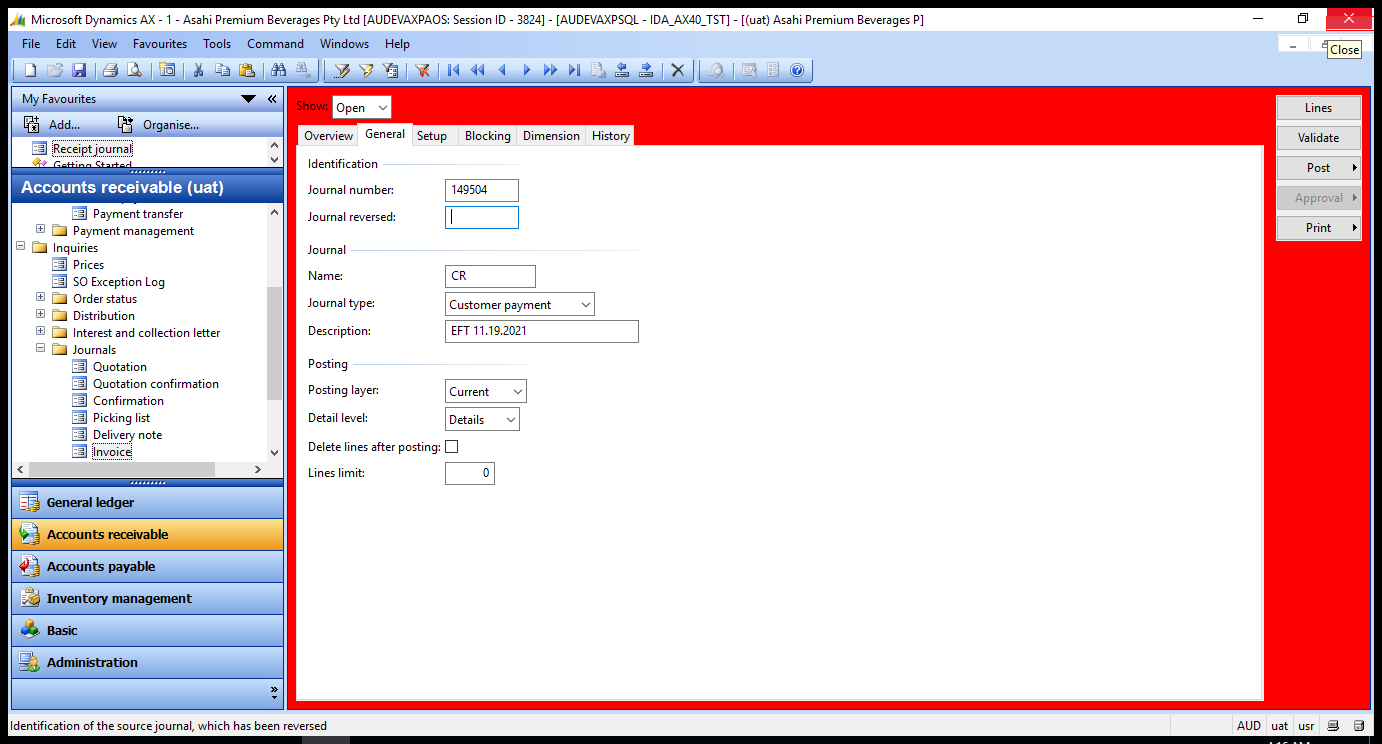 Microsoft Dynamics AX - 1 - Asahi Premium Beverages Pty Ltd [AUDEVAXPAOS: Session ID - 3824] - [AUDEVAXPSQL - IDA_AX40_TST] - [(uat) Asahi Premium Beverages P]
File Edit View Favourites Tools Command Windows Help
Close
My Favourites
Add... Organise...
Receipt journal
Getting Started
Accounts receivable (uat)
Payment transfer
Payment management
Inquiries
Prices
SO Exception Log
Order status
Distribution
Interest and collection letter
Journals
Quotation
Quotation confirmation
Confirmation
Picking list
Delivery note
Invoice
General ledger
Accounts receivable
Accounts payable
Inventory management
Basic
Administration
Show: Open
Overview General Setup Blocking Dimension History
Identification
Journal number: 149504
Journal reversed:
Journal
Name: CR
Journal type: Customer payment
Description: EFT 11.19.2021
Posting
Posting layer: Current
Detail level: Details
Delete lines after posting:
Lines limit: 0
Lines
Validate
Post
Approval
Print
Identification of the source journal, which has been reversed
AUD uat usr